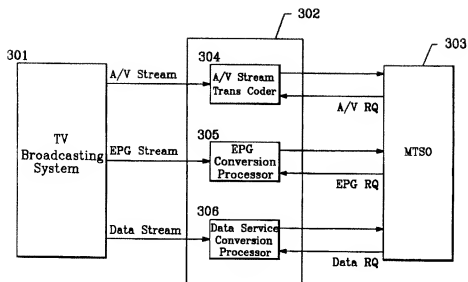 302
301
304
303
A/V Stream
A/V Stream
Trans Coder
A/V RQ
TV
Broadcasting
System
305
EPG Stream
EPG
Conversion
Processor
MTSO
EPG RQ
306
Data Stream
Data Service
Conversion
Processor
Data RQ